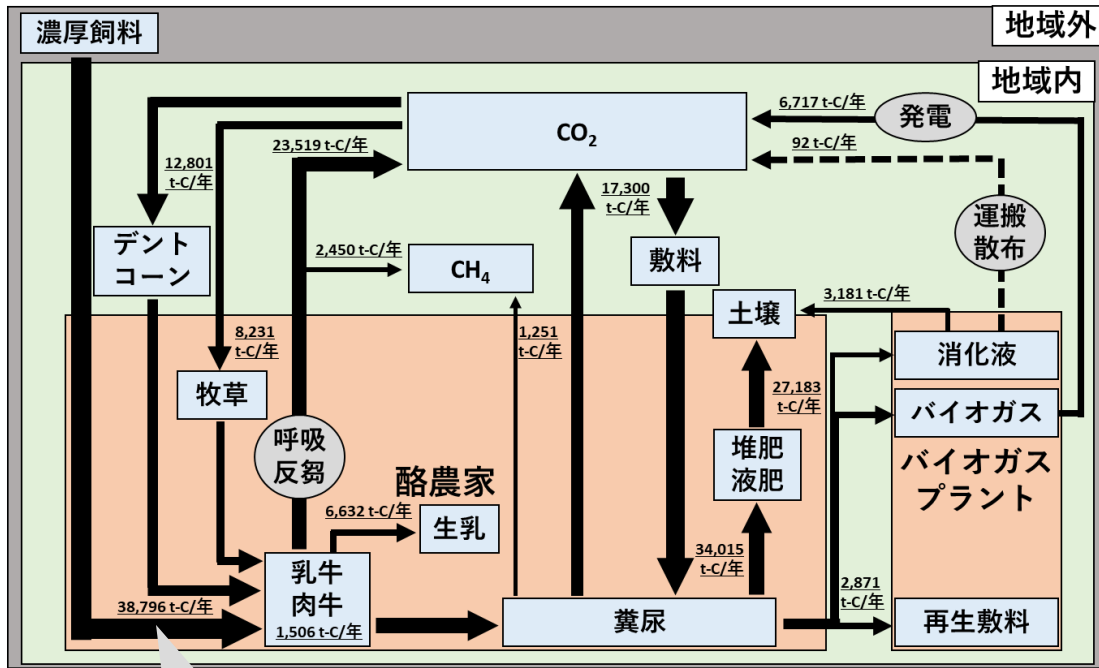 濃厚飼料
地域外
地域内
CO₂
6,717 t-C/年
発電
92 t-C/年
23,519 t-C/年
12,801
t-C/年
17,300
t-C/年
運搬
散布
デント
コーン
2,450 t-C/年
CH₄
敷料
土壌
3,181 t-C/年
8,231
t-C/年
1,251
t-C/年
消化液
牧草
27,183
t-C/年
バイオガス
呼吸
反芻
堆肥
液肥
バイオガス
プラント
酪農家
6,632 t-C/年
生乳
乳牛
肉牛
1,506 t-C/年
34,015
t-C/年
2,871
t-C/年
38,796 t-C/年
糞尿
再生敷料